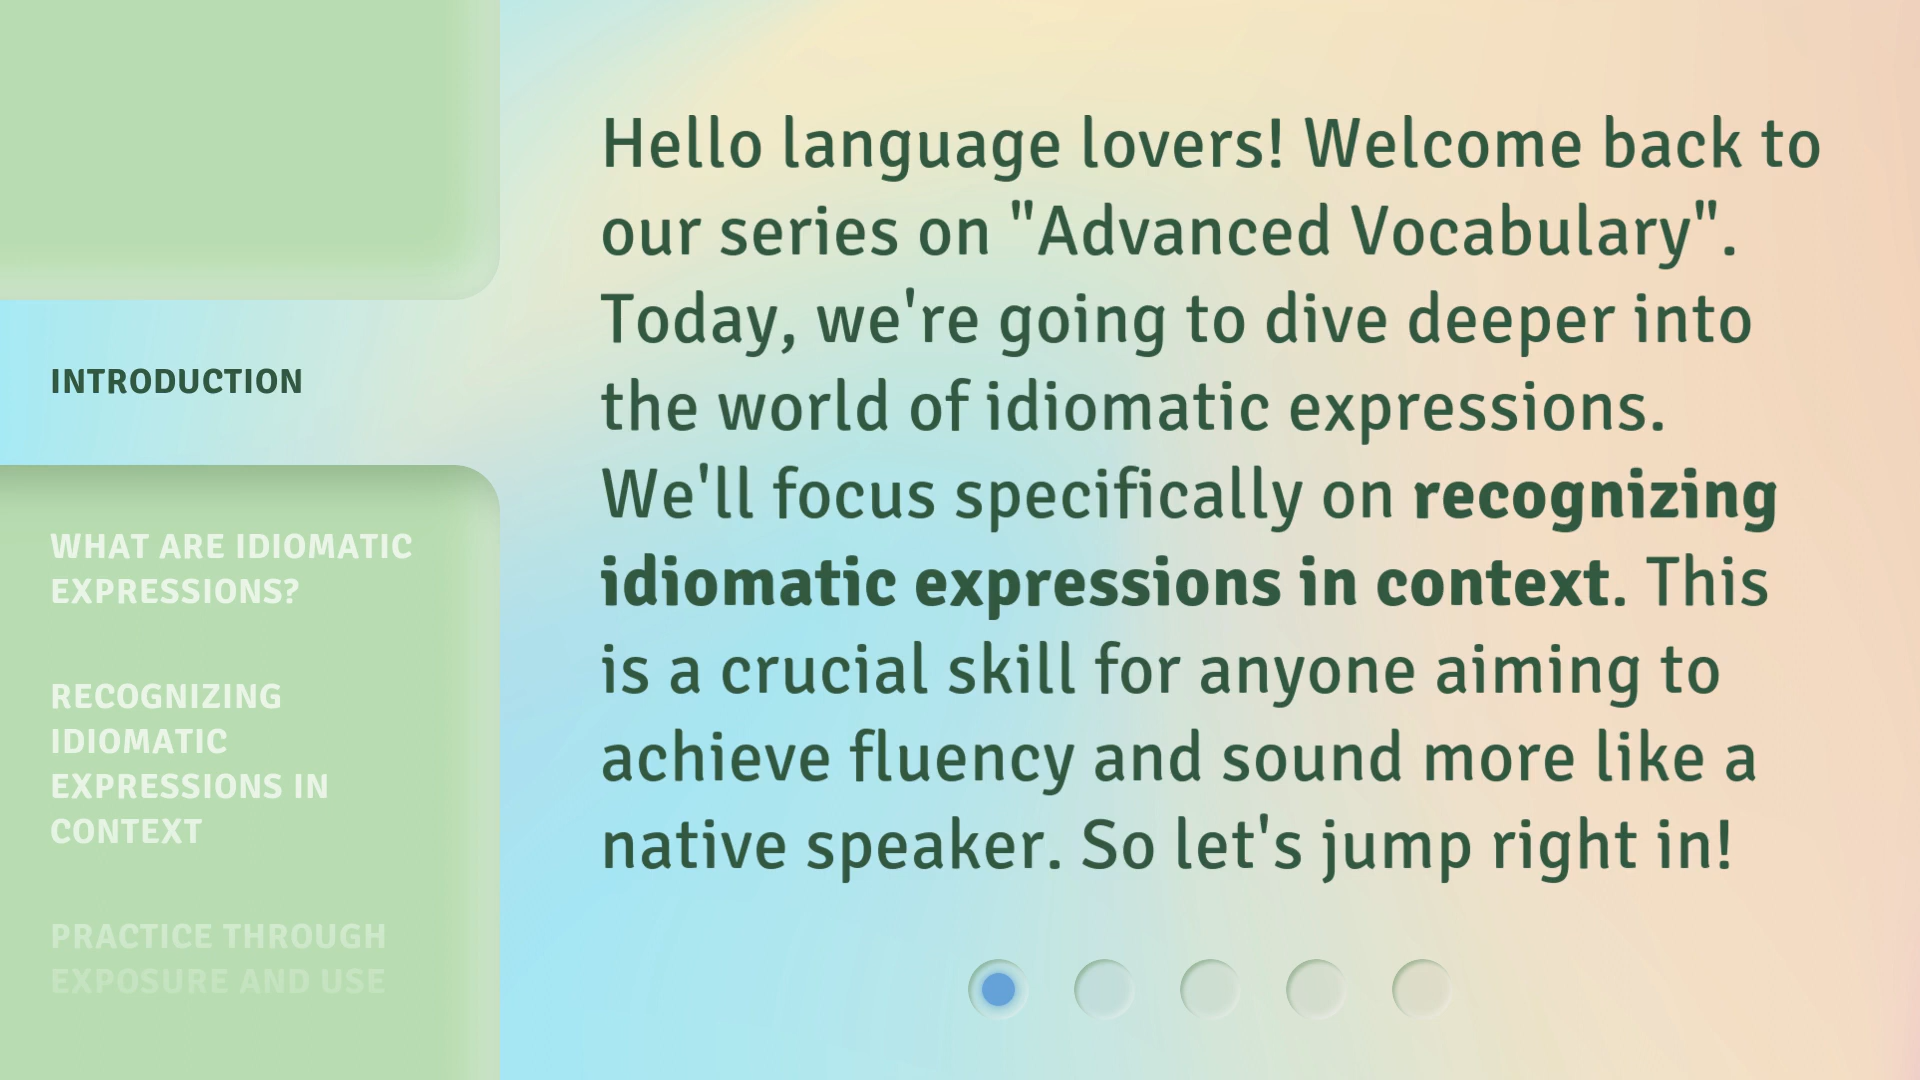 INTRODUCTION
WHAT ARE IDIOMATIC
EXPRESSIONS?
RECOGNIZING
IDIOMATIC
EXPRESSIONS IN
CONTEXT
PRACTICE THROUGH
EXPOSURE AND USE
Hello language lovers! Welcome back to
our series on "Advanced Vocabulary".
Today, we're going to dive deeper into
the world of idiomatic expressions.
We'll focus specifically on recognizing
idiomatic expressions in context. This
is a crucial skill for anyone aiming to
achieve fluency and sound more like a
native speaker. So let's jump right in!